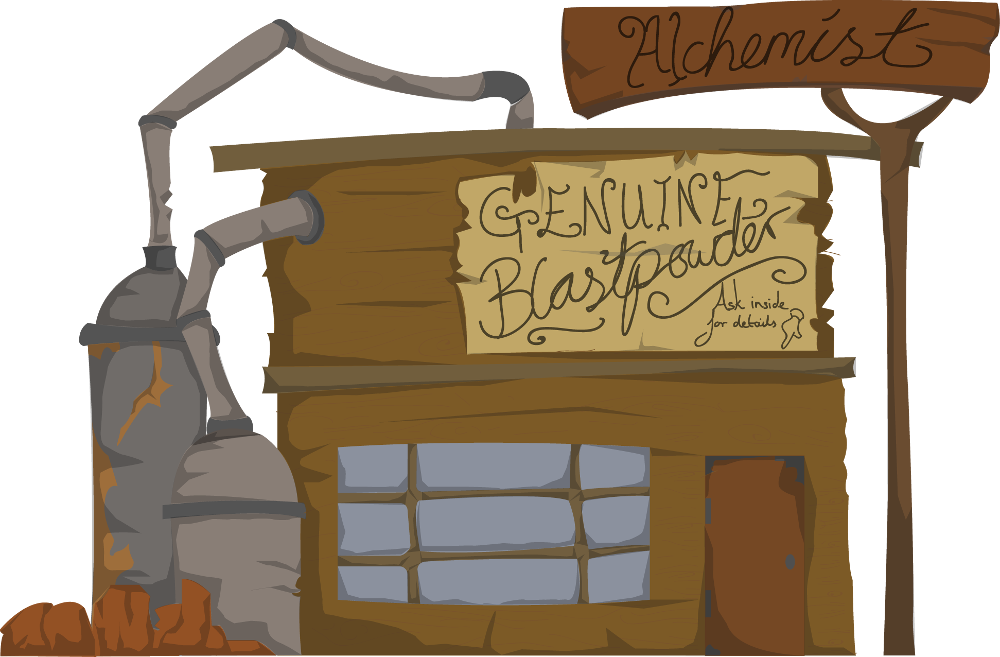 Alchemist
GENUINE
Blastpowder
Ask inside
for details